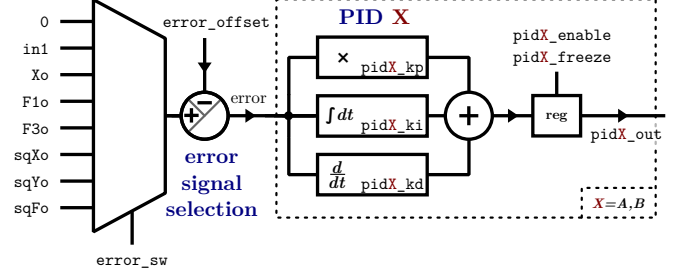 0
in1
Xo
F1o
F3o
sqXo
sqYo
sqFo
error_sw
error_offset
−
+
error
error
signal
selection
PID X
× pidX_kp
∫dt pidX_ki
d/dt pidX_kd
+
pidX_enable
pidX_freeze
reg
pidX_out
X=A,B